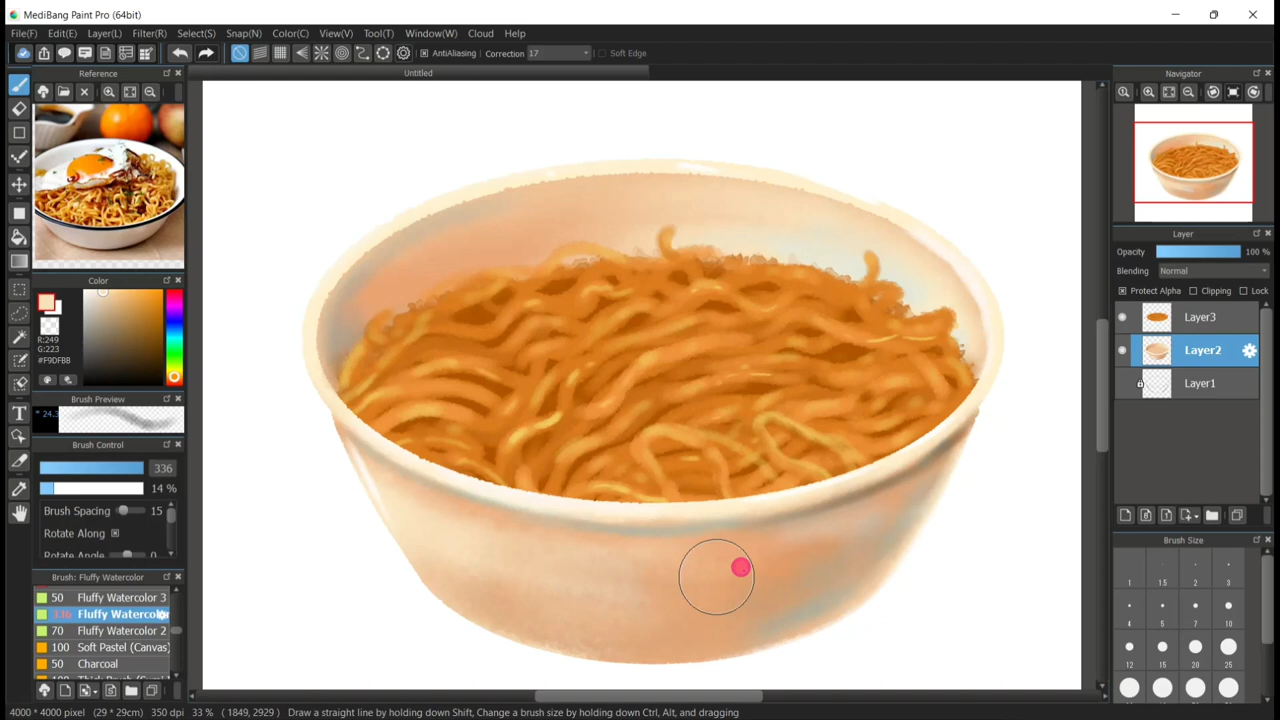 MediBang Paint Pro (64bit)
File(F) Edit(E) Layer(L) Filter(R) Select(S) Snap(N) Color(C) View(V) Tool(T) Window(W) Cloud Help
AntiAliasing Correction 17 Soft Edge
Reference
Untitled
Navigator
Color
R:249
G:223
#F9DFBB
Brush Preview
* 24.3
Brush Control
336
14 %
Brush Spacing 15
Rotate Along
Rotate Angle 0
Brush: Fluffy Watercolor
50 Fluffy Watercolor 3
336 Fluffy Watercolor
70 Fluffy Watercolor 2
100 Soft Pastel (Canvas)
50 Charcoal
Layer
Opacity 100 %
Blending Normal
Protect Alpha Clipping Lock
Layer3
Layer2
Layer1
Brush Size
1 1.5 2 3
4 5 7 10
12 15 20 25
4000 * 4000 pixel (29 * 29cm) 350 dpi 33 % ( 1849, 2929 ) Draw a straight line by holding down Shift, Change a brush size by holding down Ctrl, Alt, and dragging